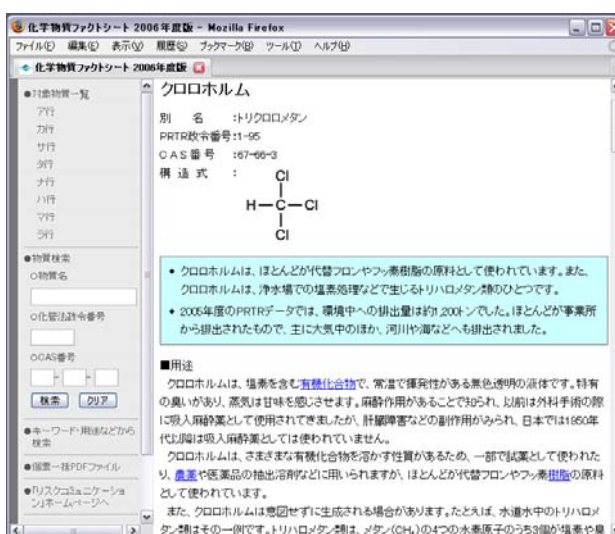 化学物質ファクトシート 2006年度版 - Mozilla Firefox
ファイル(F) 編集(E) 表示(V) 履歴(S) ブックマーク(B) ツール(T) ヘルプ(H)
化学物質ファクトシート 2006年度版
●対象物質一覧
ア行
カ行
サ行
タ行
ナ行
ハ行
マ行
ラ行
●物質検索
○物質名
○化管法政令番号
○CAS番号
- -
検索 クリア
●キーワード・用途などから
検索
●個票一括PDFファイル
●「リスクコミュニケーショ
ン」ホームページへ
クロロホルム
別 名 :トリクロロメタン
PRTR政令番号:1-95
CAS番号 :67-66-3
構造式 :
Cl
H-C-Cl
Cl
• クロロホルムは、ほとんどが代替フロンやフッ素樹脂の原料として使われています。また、
クロロホルムは、浄水場での塩素処理などで生じるトリハロメタン類のひとつです。
• 2005年度のPRTRデータでは、環境中への排出量は約1,200トンでした。ほとんどが事業所
から排出されたもので、主に大気中のほか、河川や海などへも排出されました。
■用途
クロロホルムは、塩素を含む有機化合物で、常温で揮発性がある無色透明の液体です。特有
の臭いがあり、蒸気は甘味を感じさせます。麻酔作用があることで知られ、以前は外科手術の際
に吸入麻酔薬として使用されてきましたが、肝臓障害などの副作用がみられ、日本では1950年
代以降は吸入麻酔薬としては使われていません。
クロロホルムは、さまざまな有機化合物を溶かす性質があるため、一部で試薬として使われた
り、農薬や医薬品の抽出溶剤などに用いられますが、ほとんどが代替フロンやフッ素樹脂の原料
として使われています。
また、クロロホルムは意図せずに生成される場合があります。たとえば、水道水中のトリハロメ
タン類はその一例です。トリハロメタン類は、メタン(CH₄)の4つの水素原子のうち3個が塩素や臭